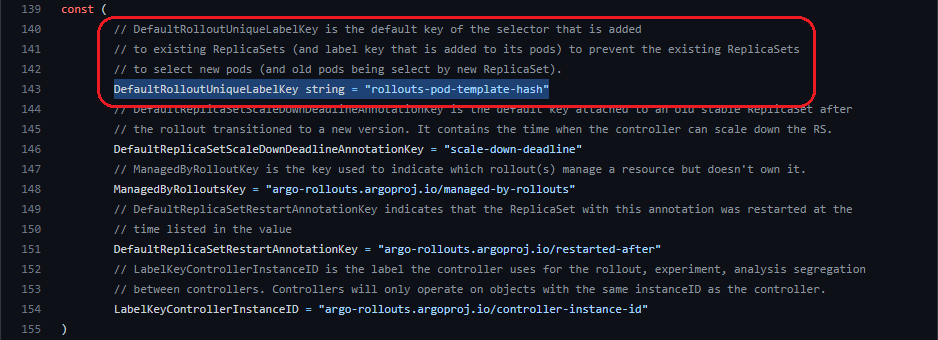 139 const (
140 // DefaultRolloutUniqueLabelKey is the default key of the selector that is added
141 // to existing ReplicaSets (and label key that is added to its pods) to prevent the existing ReplicaSets
142 // to select new pods (and old pods being select by new ReplicaSet).
143 DefaultRolloutUniqueLabelKey string = "rollouts-pod-template-hash"
144 // DefaultReplicaSetScaleDownDeadlineAnnotationKey is the default key attached to an old stable ReplicaSet after
145 // the rollout transitioned to a new version. It contains the time when the controller can scale down the RS.
146 DefaultReplicaSetScaleDownDeadlineAnnotationKey = "scale-down-deadline"
147 // ManagedByRolloutKey is the key used to indicate which rollout(s) manage a resource but doesn't own it.
148 ManagedByRolloutsKey = "argo-rollouts.argoproj.io/managed-by-rollouts"
149 // DefaultReplicaSetRestartAnnotationKey indicates that the ReplicaSet with this annotation was restarted at the
150 // time listed in the value
151 DefaultReplicaSetRestartAnnotationKey = "argo-rollouts.argoproj.io/restarted-after"
152 // LabelKeyControllerInstanceID is the label the controller uses for the rollout, experiment, analysis segregation
153 // between controllers. Controllers will only operate on objects with the same instanceID as the controller.
154 LabelKeyControllerInstanceID = "argo-rollouts.argoproj.io/controller-instance-id"
155 )